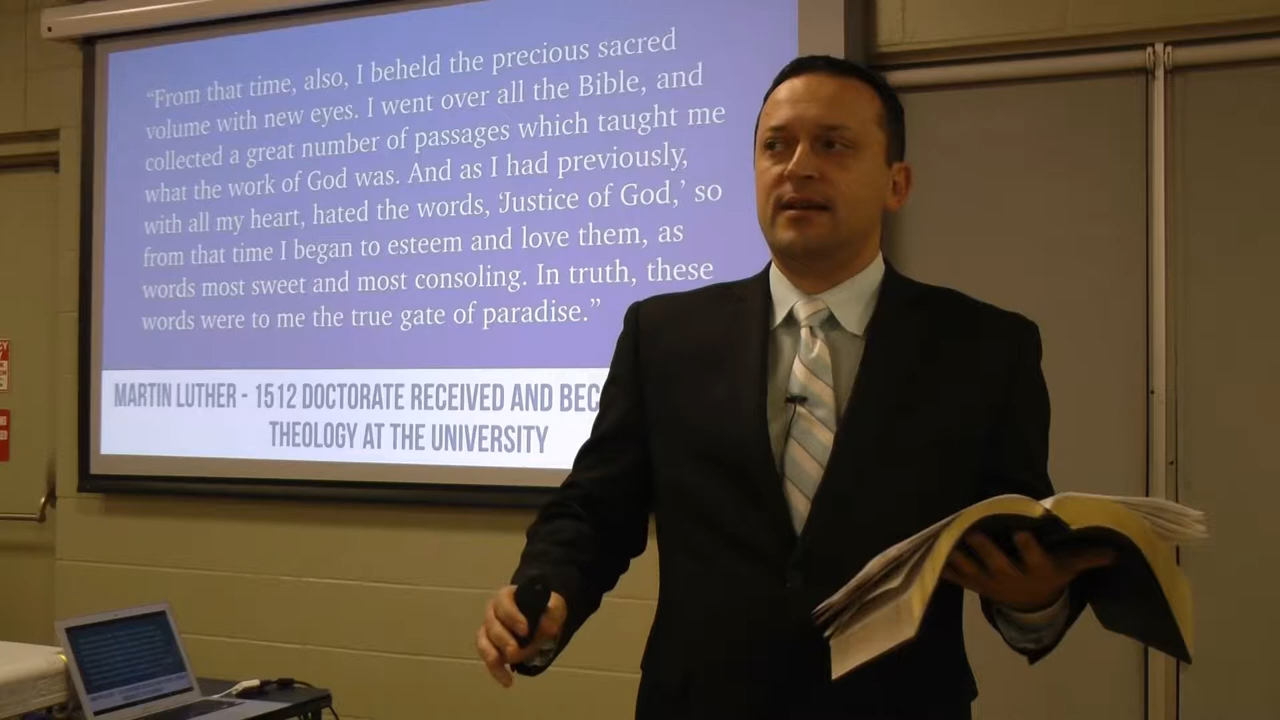 “From that time, also, I beheld the precious sacred
volume with new eyes. I went over all the Bible, and
collected a great number of passages which taught me
what the work of God was. And as I had previously,
with all my heart, hated the words, ‘Justice of God,’ so
from that time I began to esteem and love them, as
words most sweet and most consoling. In truth, these
words were to me the true gate of paradise.”
MARTIN LUTHER - 1512 DOCTORATE RECEIVED AND BEC
THEOLOGY AT THE UNIVERSITY